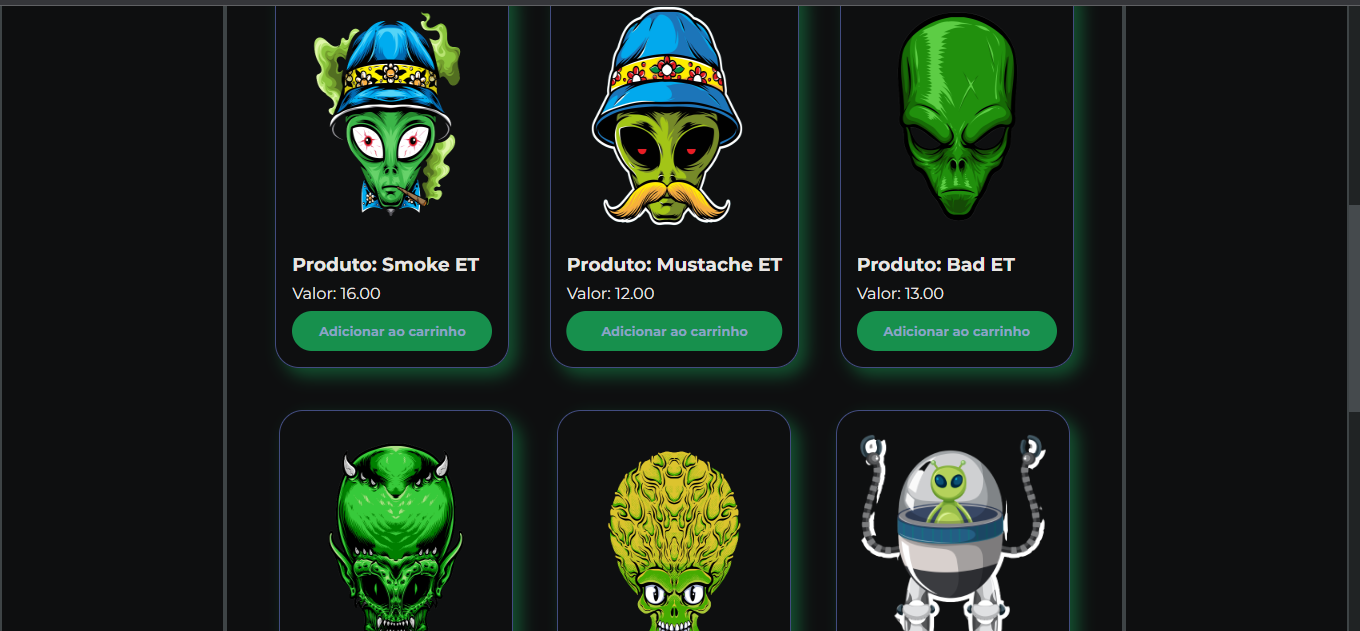 Produto: Smoke ET
Valor: 16.00
Adicionar ao carrinho
Produto: Mustache ET
Valor: 12.00
Adicionar ao carrinho
Produto: Bad ET
Valor: 13.00
Adicionar ao carrinho